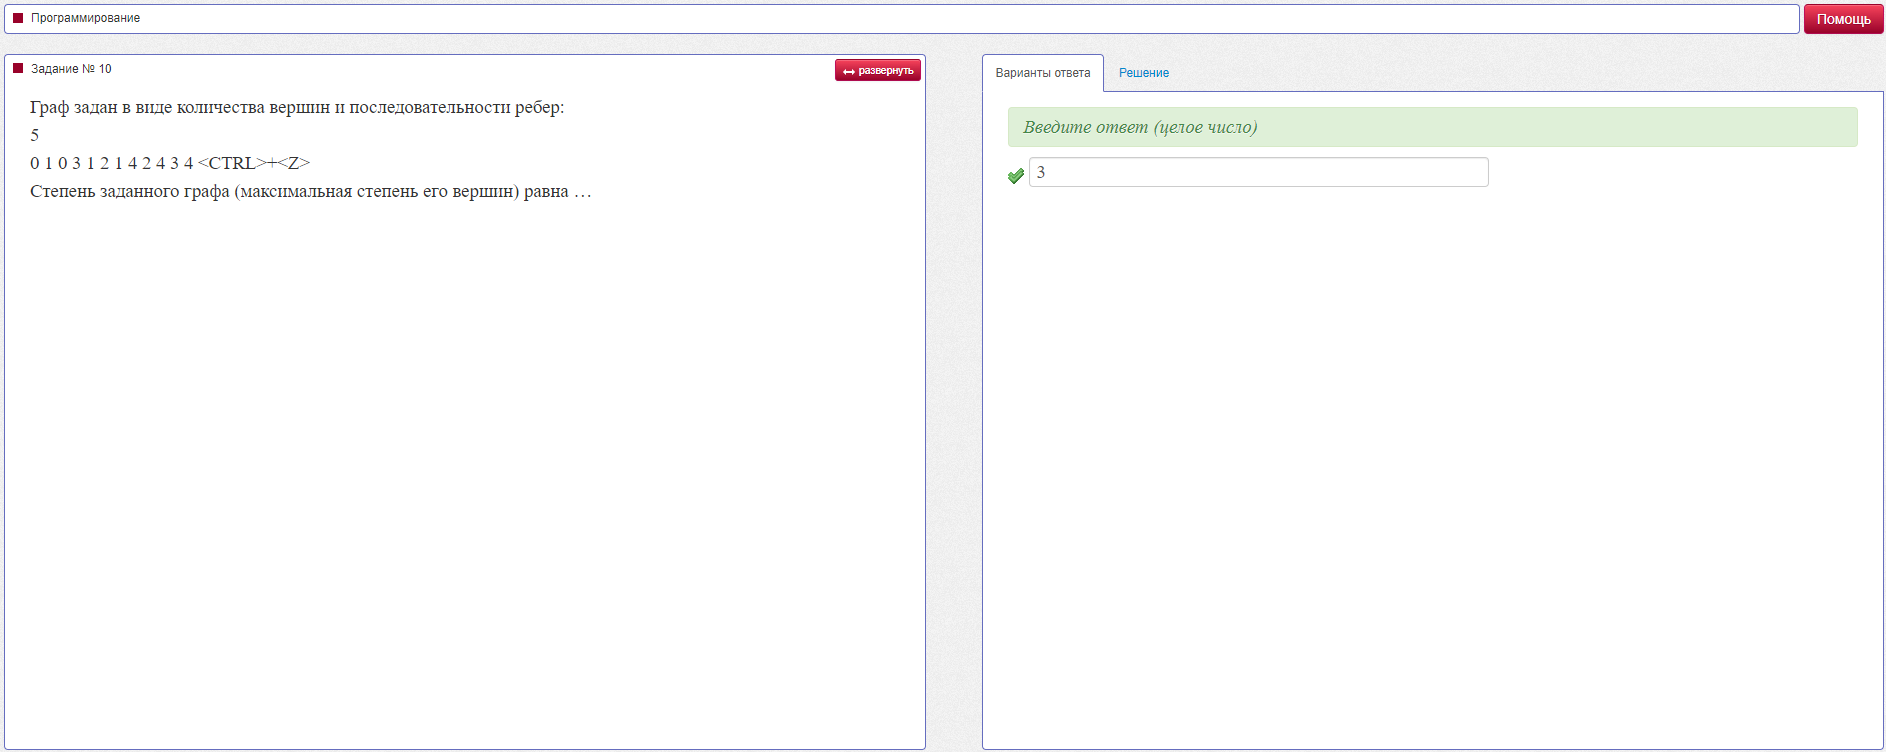 Программирование
Помощь
Задание № 10
развернуть
Граф задан в виде количества вершин и последовательности ребер:
5
0 1 0 3 1 2 1 4 2 4 3 4 <CTRL>+<Z>
Степень заданного графа (максимальная степень его вершин) равна …
Варианты ответа
Решение
Введите ответ (целое число)
3